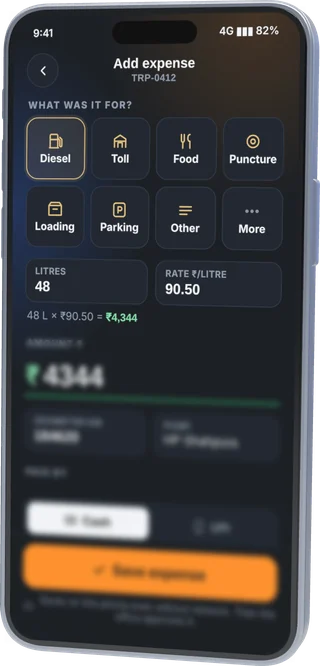 9:41 4G 82%
Add expense
TRP-0412
WHAT WAS IT FOR?
Diesel Toll Food Puncture
Loading Parking Other More
LITRES RATE ₹/LITRE
48 90.50
48 L × ₹90.50 = ₹4,344
AMOUNT ₹
₹4344
Cash UPI
Save expense